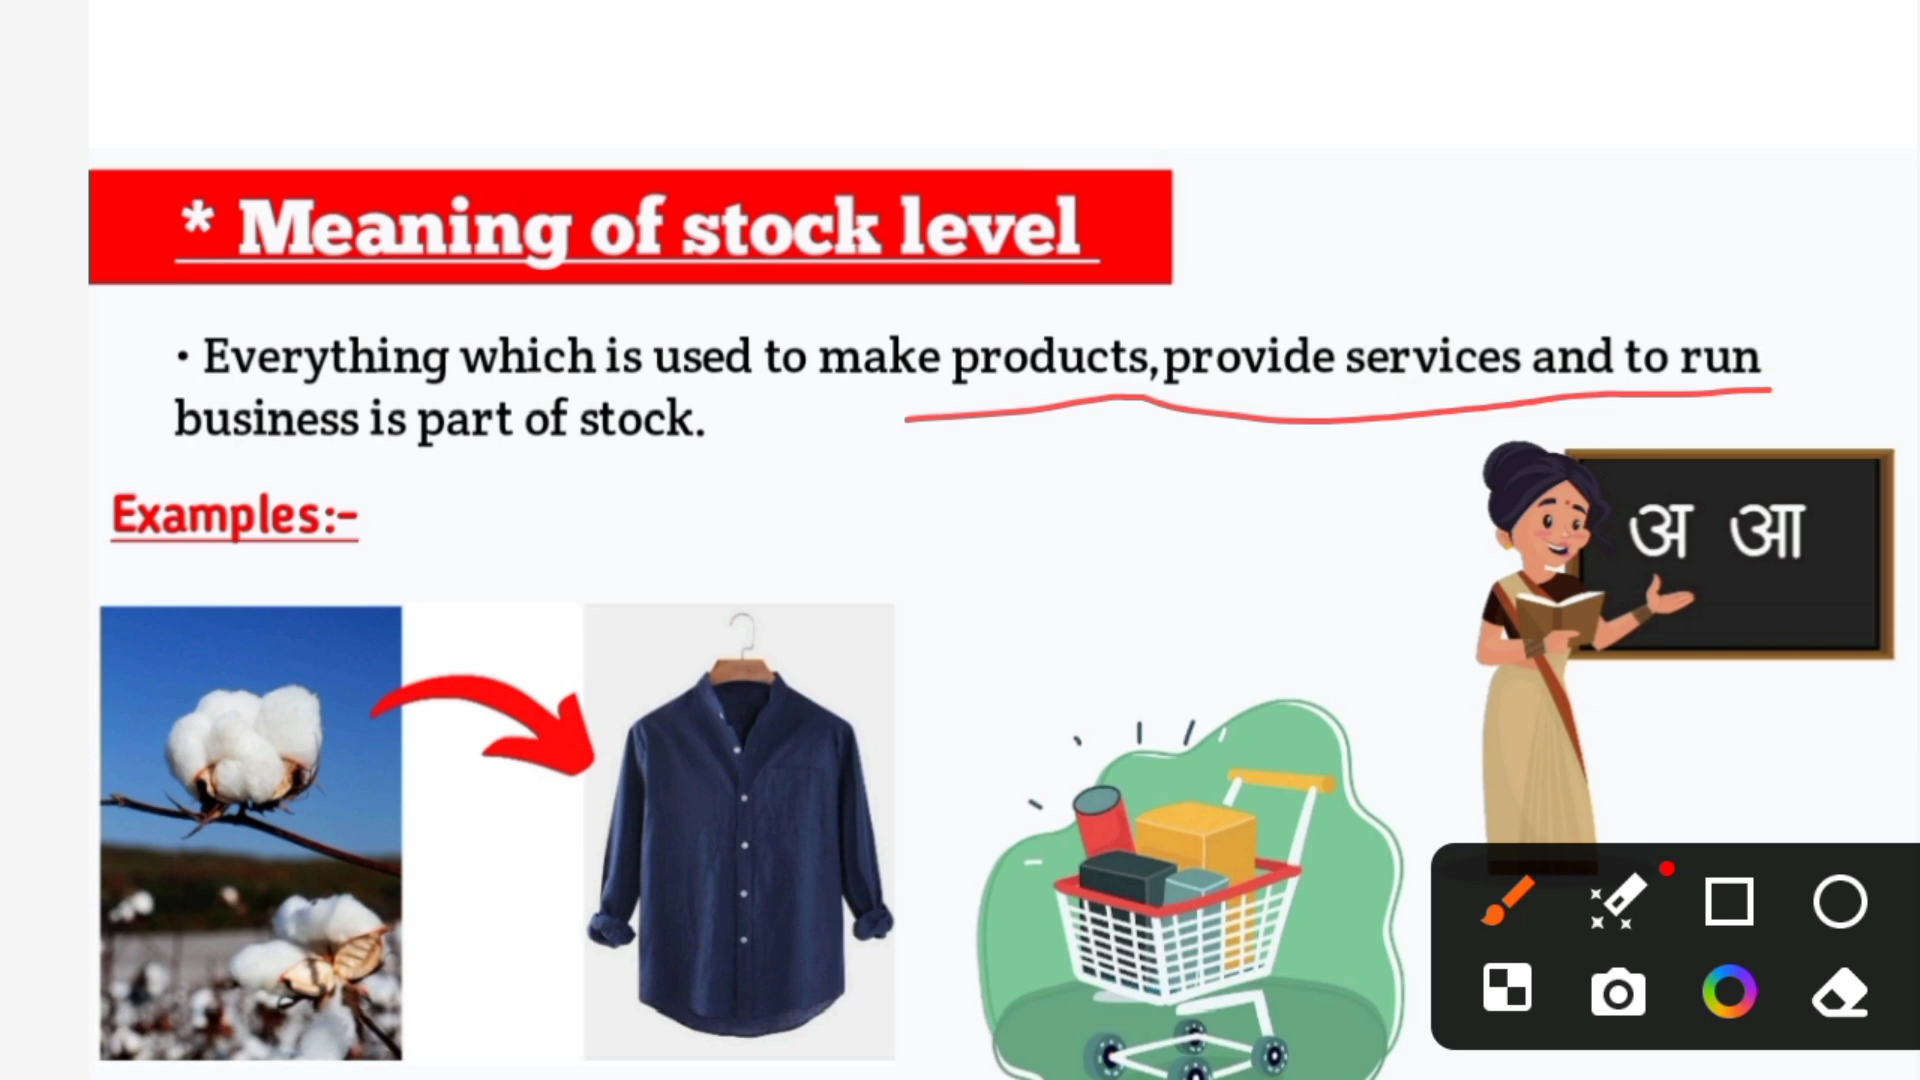 * Meaning of stock level
• Everything which is used to make products,provide services and to run
business is part of stock.
Examples:-
अ आ